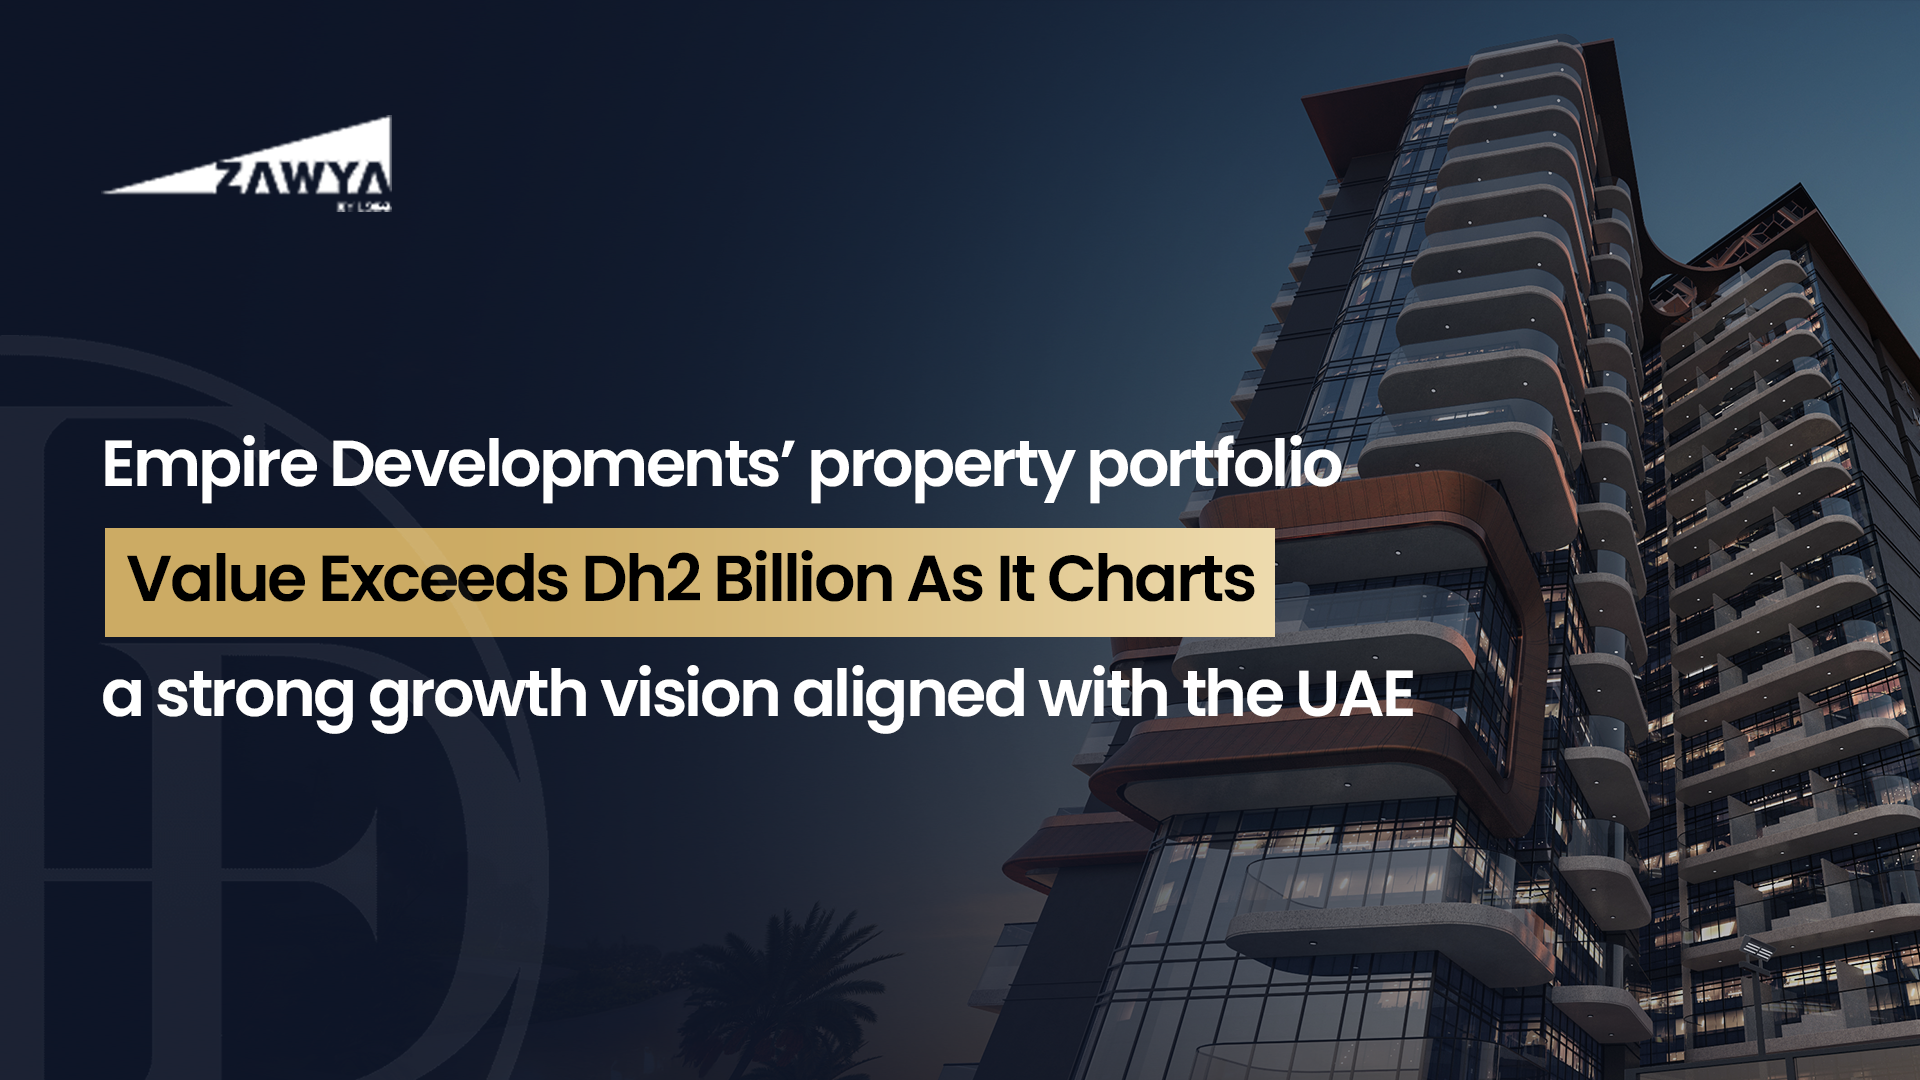 ZAWYA
Empire Developments’ property portfolio
Value Exceeds Dh2 Billion As It Charts
a strong growth vision aligned with the UAE